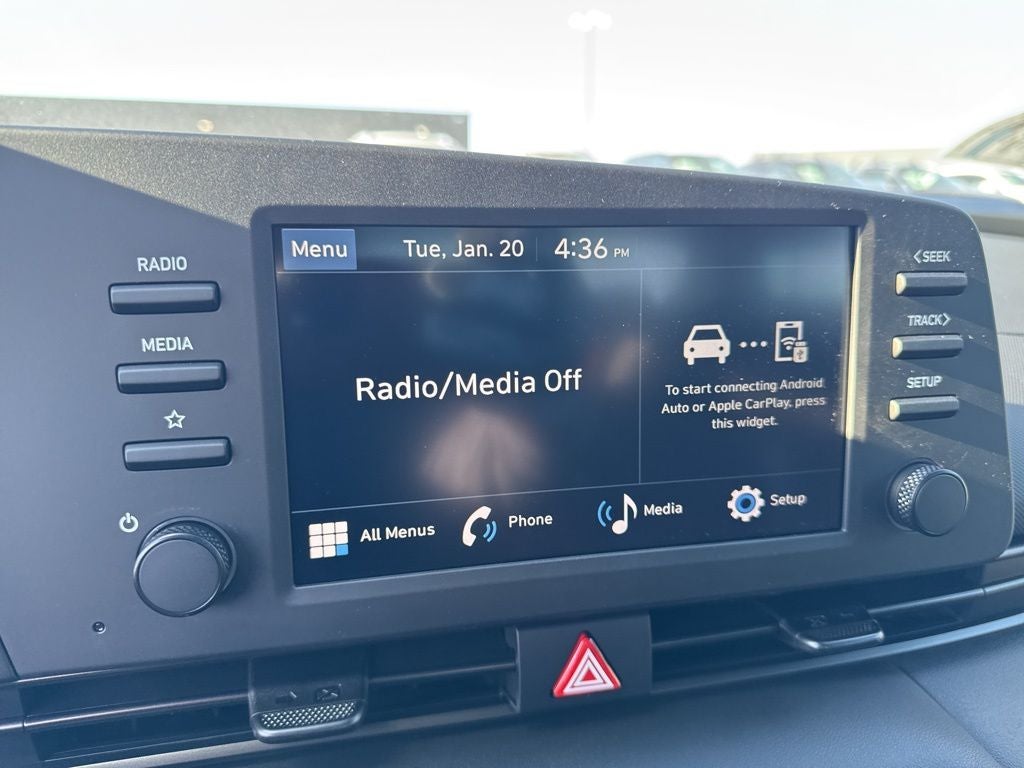 Menu
Tue, Jan. 20
4:36 PM
RADIO
MEDIA
Radio/Media Off
To start connecting Android
Auto or Apple CarPlay, press
this widget.
All Menus
Phone
Media
Setup
<SEEK
TRACK>
SETUP